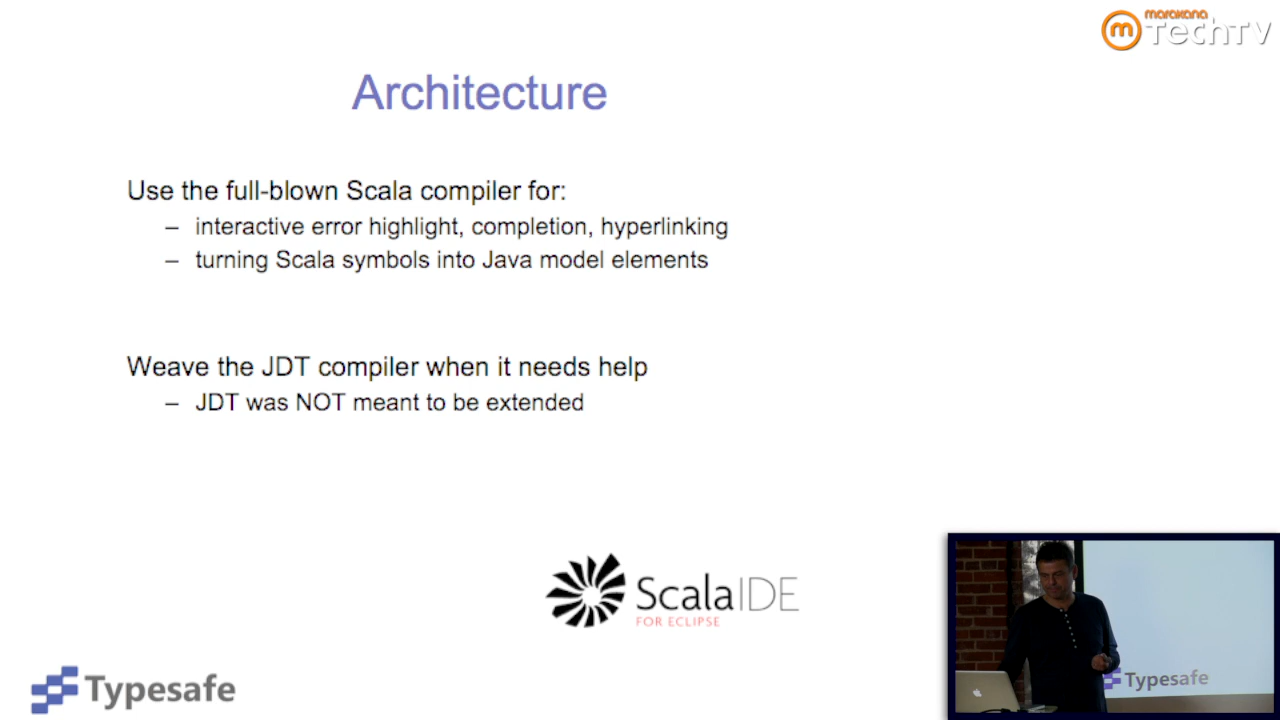 marakana
m TechTV
Architecture
Use the full-blown Scala compiler for:
– interactive error highlight, completion, hyperlinking
– turning Scala symbols into Java model elements
Weave the JDT compiler when it needs help
– JDT was NOT meant to be extended
ScalaIDE
FOR ECLIPSE
Typesafe
Typesafe